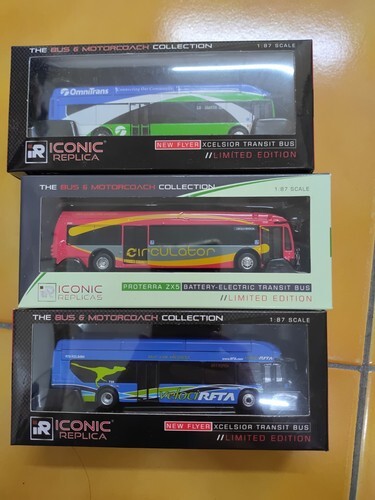 THE BUS & MOTORCOACH COLLECTION 1:87 SCALE
OmniTrans
iR ICONIC REPLICA
NEW FLYER XCELSIOR TRANSIT BUS
//LIMITED EDITION
THE BUS & MOTORCOACH COLLECTION 1:87 SCALE
circulator
iR ICONIC REPLICAS
PROTERRA ZX5 BATTERY-ELECTRIC TRANSIT BUS
//LIMITED EDITION
THE BUS & MOTORCOACH COLLECTION 1:87 SCALE
RFTA
velociRFTA
iR ICONIC REPLICA
NEW FLYER XCELSIOR TRANSIT BUS
//LIMITED EDITION